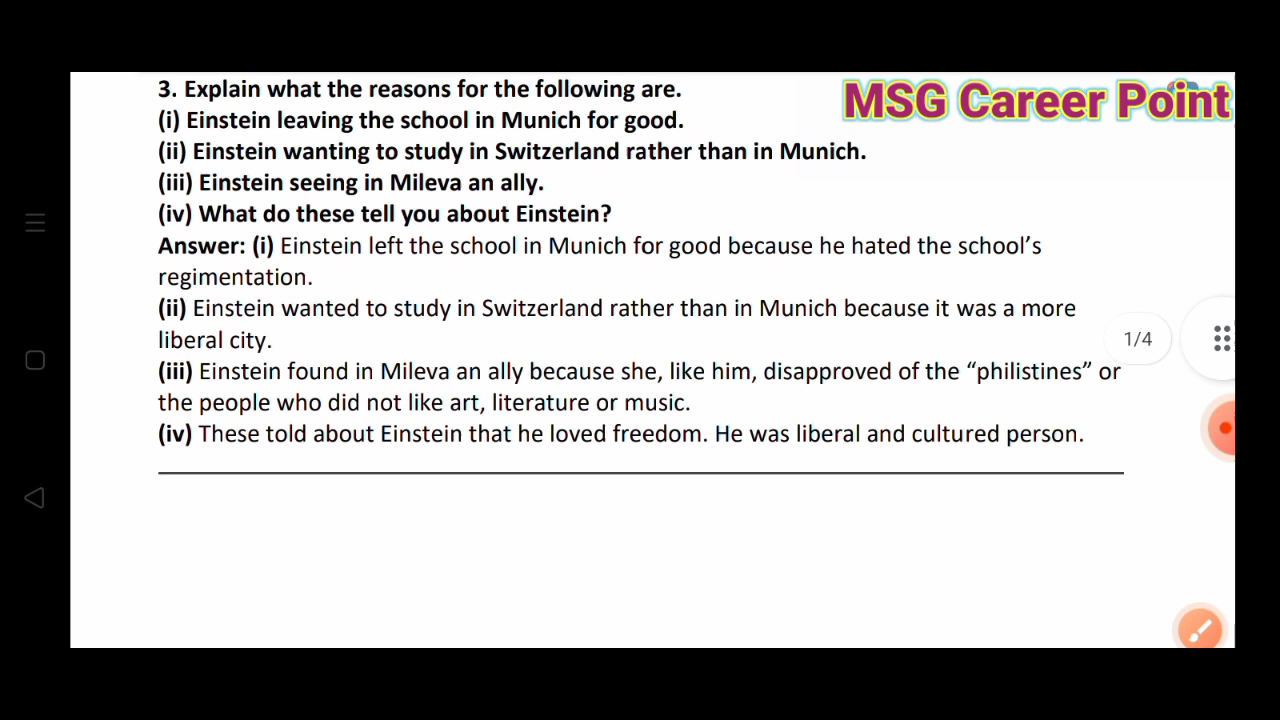 MSG Career Point
3. Explain what the reasons for the following are.
(i) Einstein leaving the school in Munich for good.
(ii) Einstein wanting to study in Switzerland rather than in Munich.
(iii) Einstein seeing in Mileva an ally.
(iv) What do these tell you about Einstein?
Answer: (i) Einstein left the school in Munich for good because he hated the school’s
regimentation.
(ii) Einstein wanted to study in Switzerland rather than in Munich because it was a more
liberal city.
1/4
(iii) Einstein found in Mileva an ally because she, like him, disapproved of the “philistines” or
the people who did not like art, literature or music.
(iv) These told about Einstein that he loved freedom. He was liberal and cultured person.